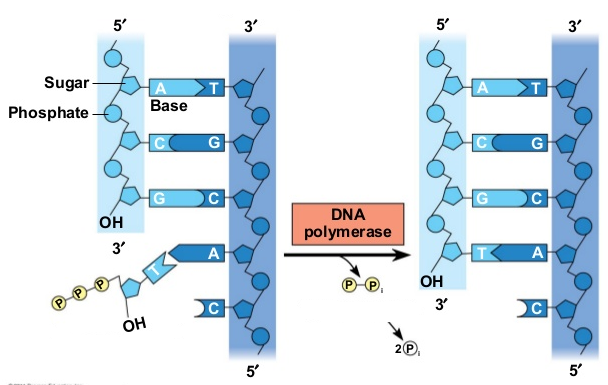 5′ 3′ 5′ 3′
Sugar A T A T
Base
Phosphate
C G C G
G C G C
OH
DNA
polymerase
3′ T A T A
P P P P P i OH
3′
OH C C
2 P i
5′ 5′